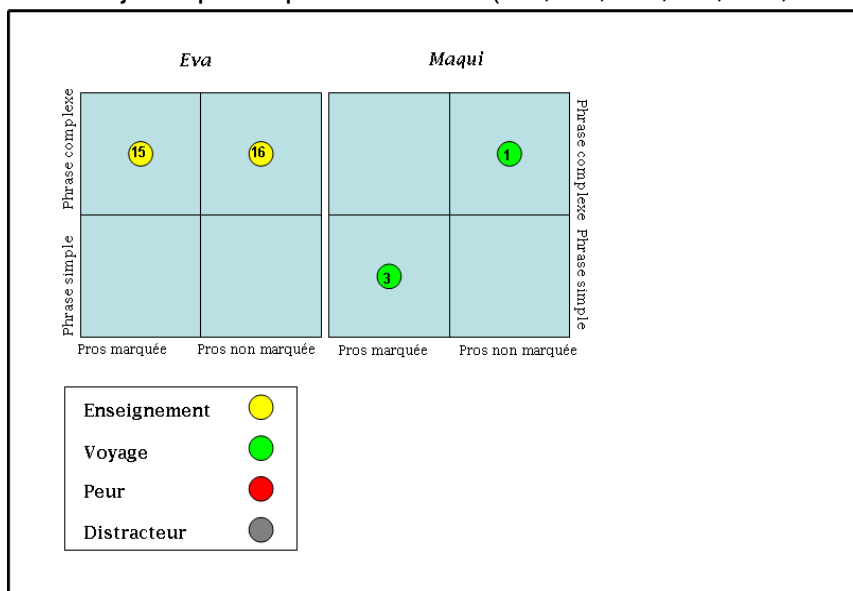 Eva
Maqui
Phrase complexe
15
16
1
Phrase complexe
Phrase simple
3
Phrase simple
Pros marquée
Pros non marquée
Pros marquée
Pros non marquée
Enseignement
Voyage
Peur
Distracteur